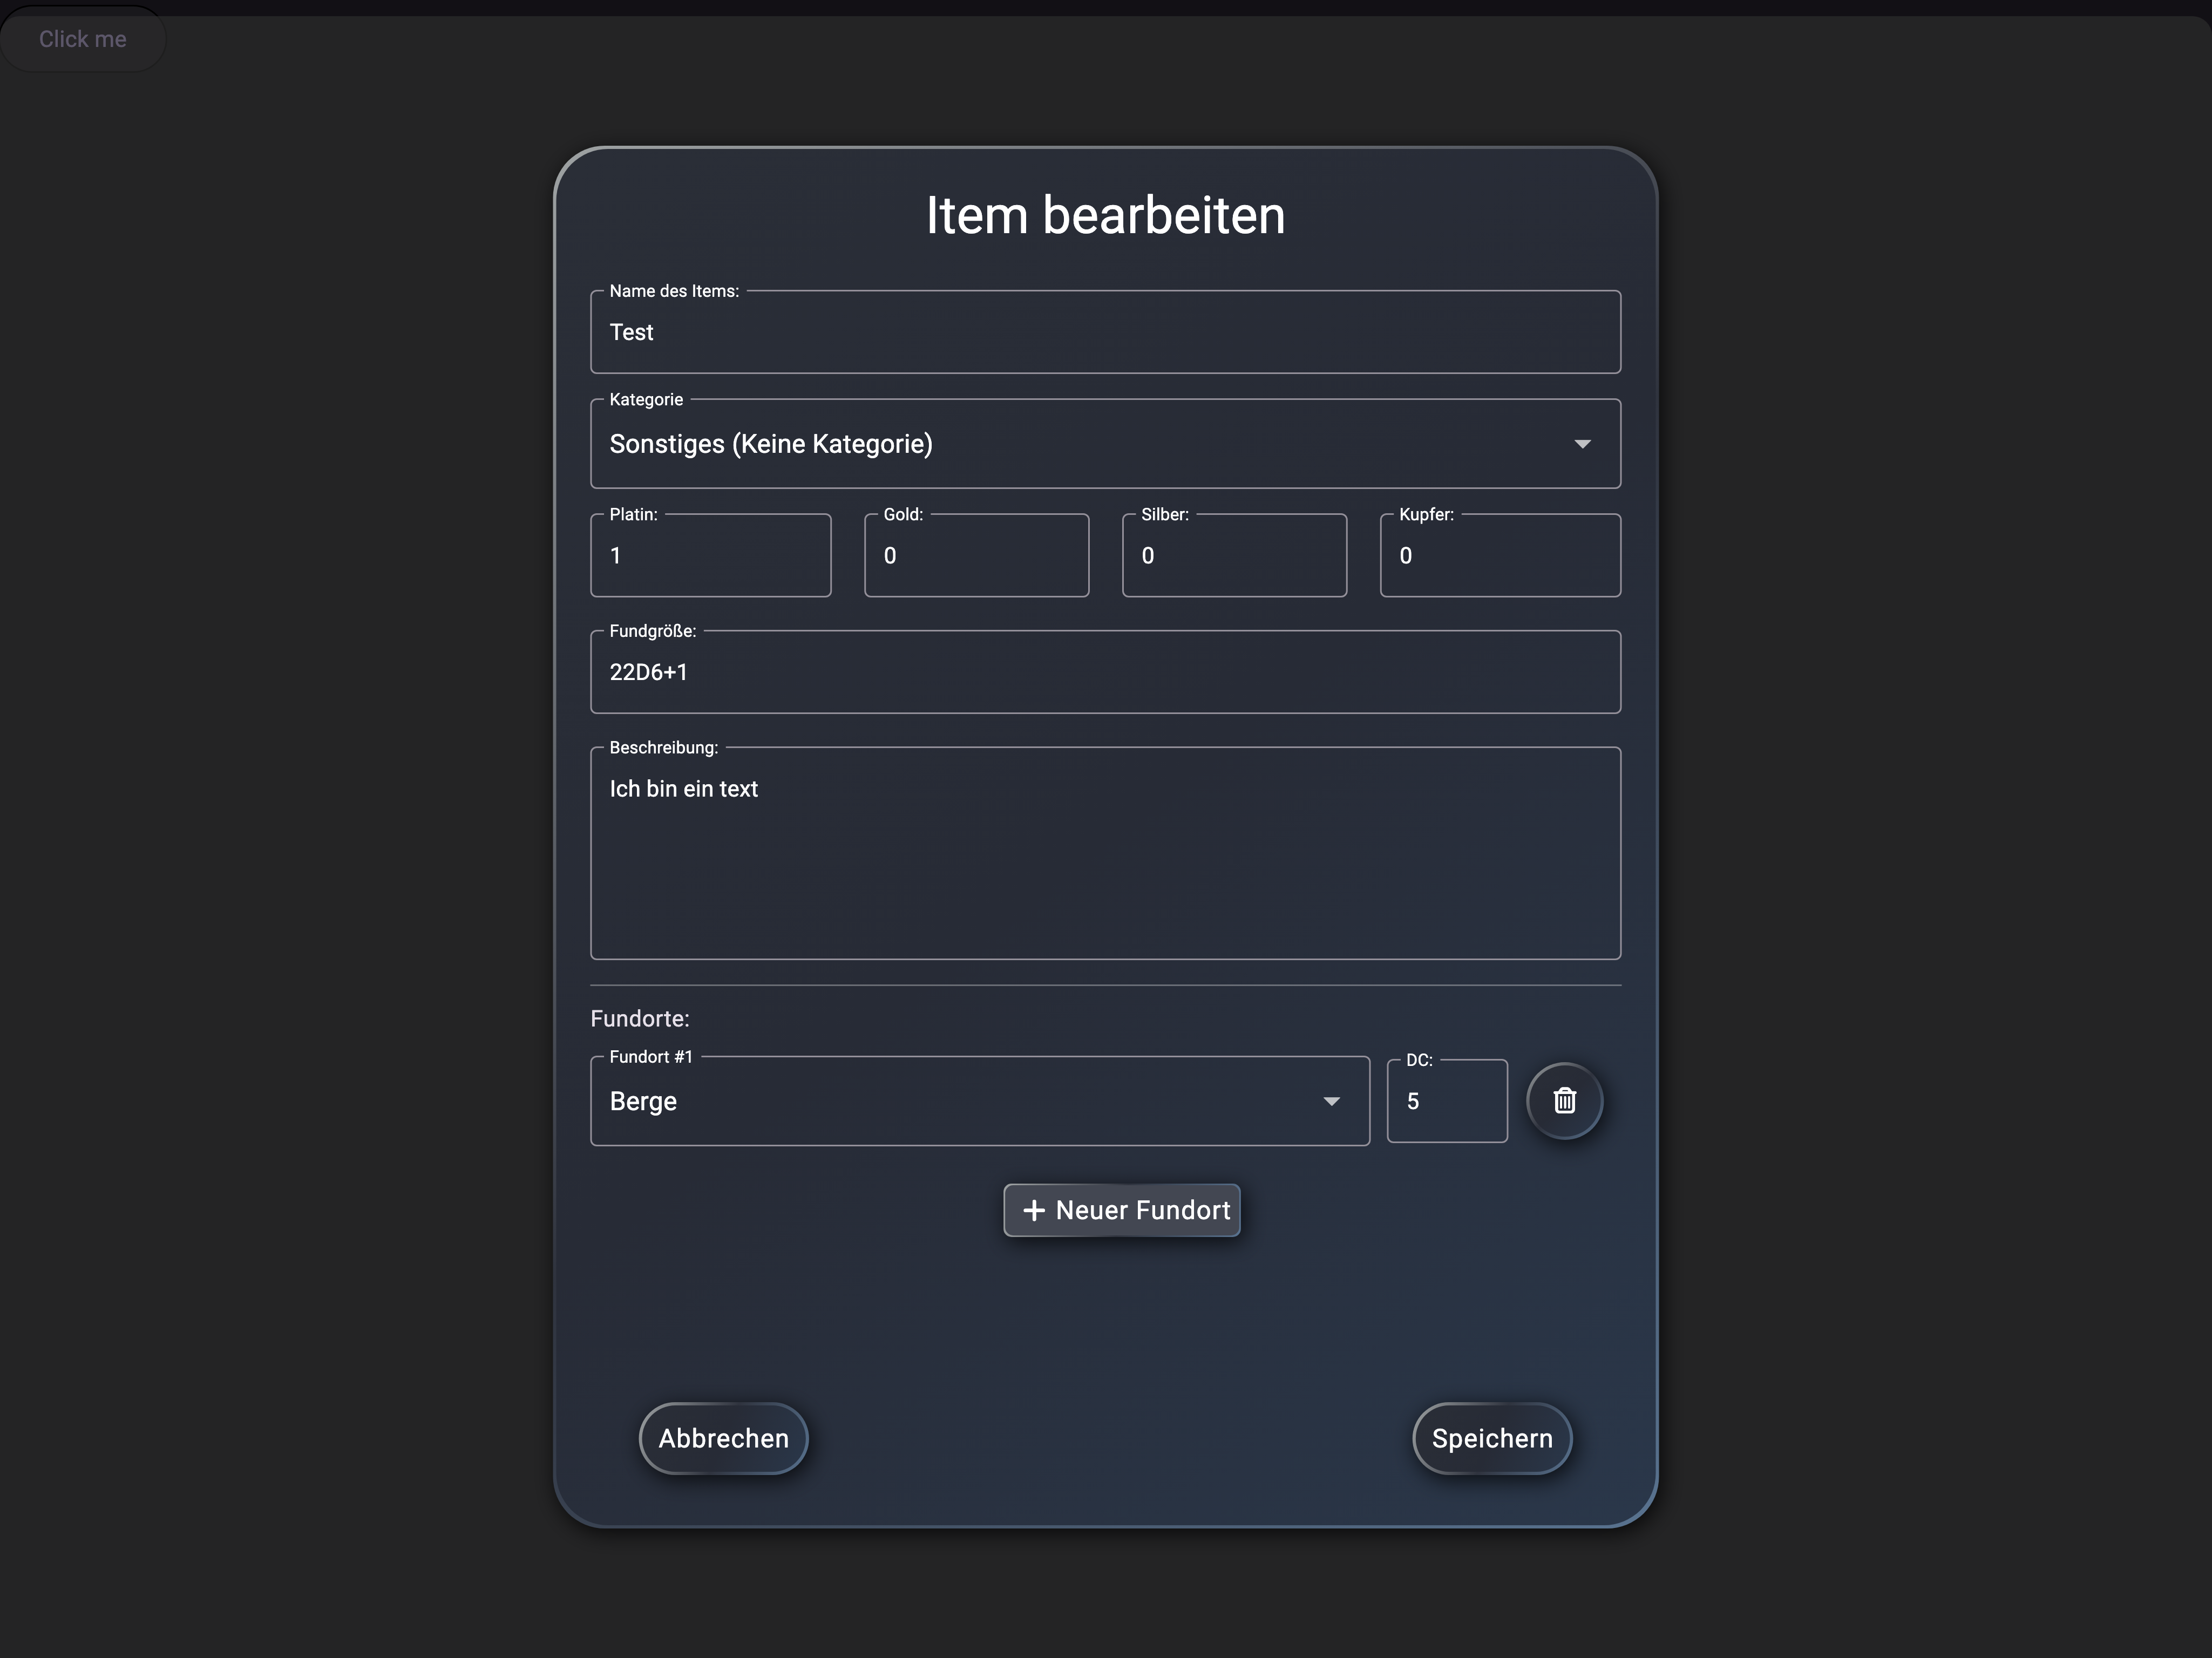 Click me
Item bearbeiten
Name des Items:
Test
Kategorie
Sonstiges (Keine Kategorie)
Platin: Gold: Silber: Kupfer:
1 0 0 0
Fundgröße:
22D6+1
Beschreibung:
Ich bin ein text
Fundorte:
Fundort #1 DC:
Berge 5
+ Neuer Fundort
Abbrechen Speichern